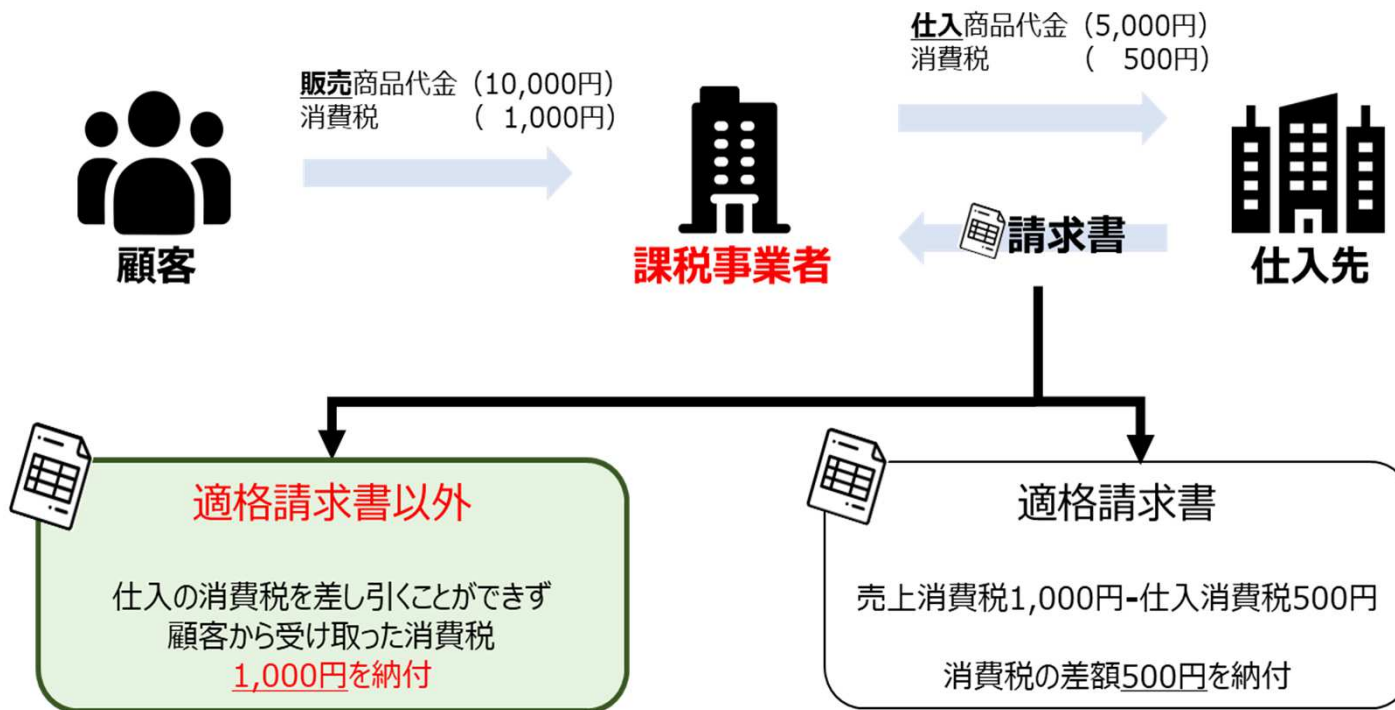 販売商品代金（10,000円）
消費税　　　（ 1,000円）
仕入商品代金（5,000円）
消費税　　　（ 500円）
顧客
課税事業者
請求書
仕入先
適格請求書以外
仕入の消費税を差し引くことができず
顧客から受け取った消費税
1,000円を納付
適格請求書
売上消費税1,000円-仕入消費税500円
消費税の差額500円を納付